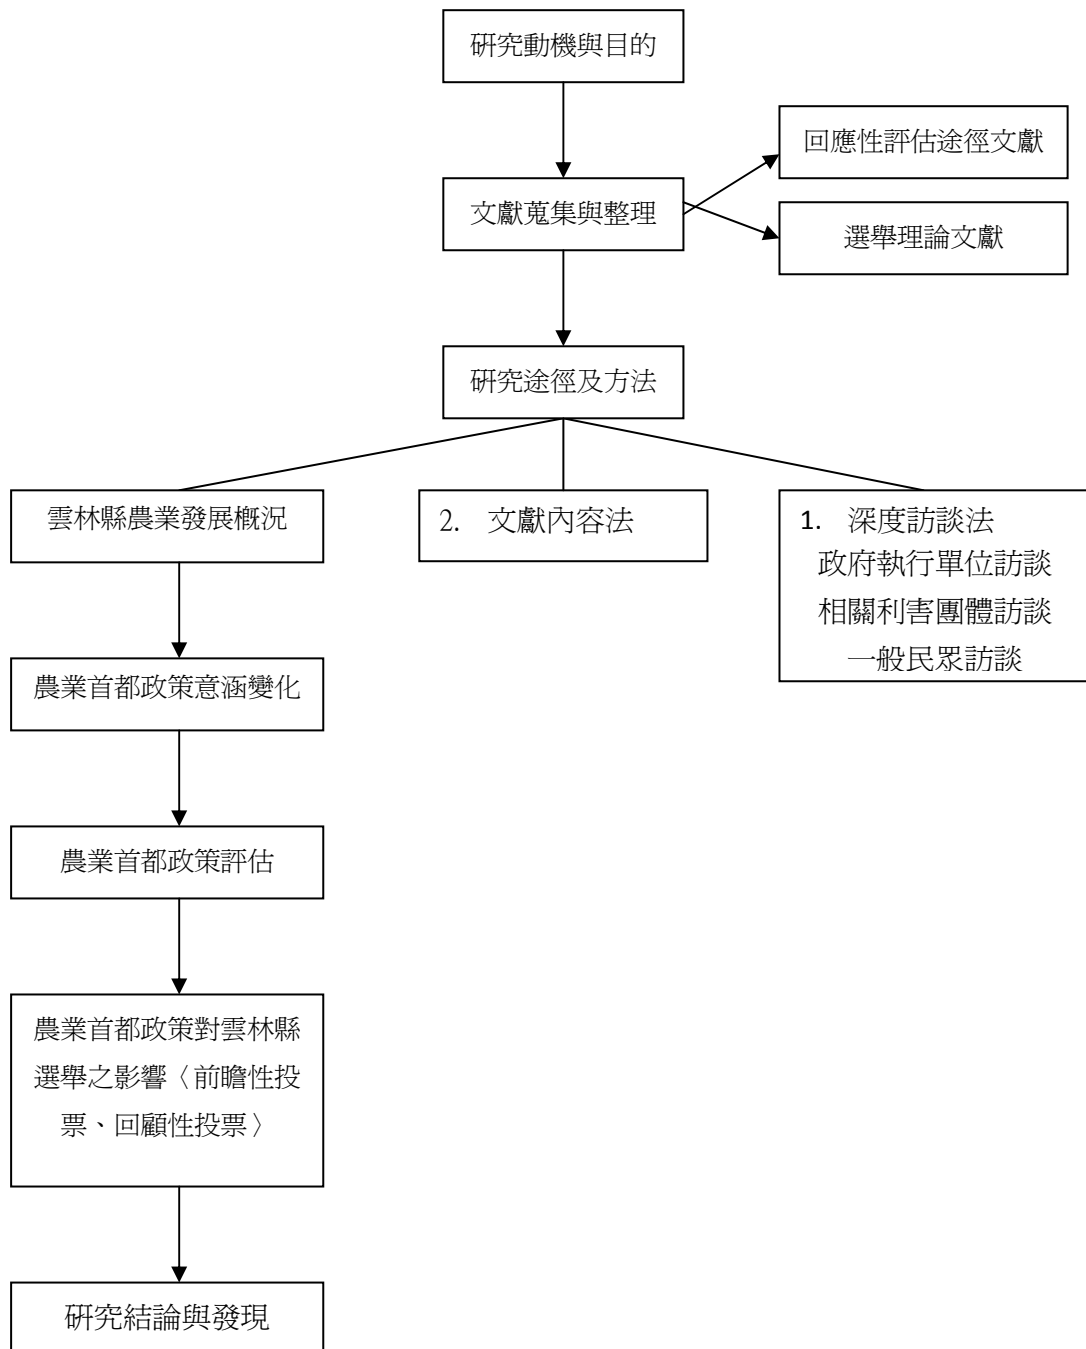 研究動機與目的
回應性評估途徑文獻
文獻蒐集與整理
選舉理論文獻
研究途徑及方法
雲林縣農業發展概況
2. 文獻內容法
1. 深度訪談法
政府執行單位訪談
相關利害團體訪談
一般民眾訪談
農業首都政策意涵變化
農業首都政策評估
農業首都政策對雲林縣
選舉之影響〈前瞻性投
票、回顧性投票〉
研究結論與發現